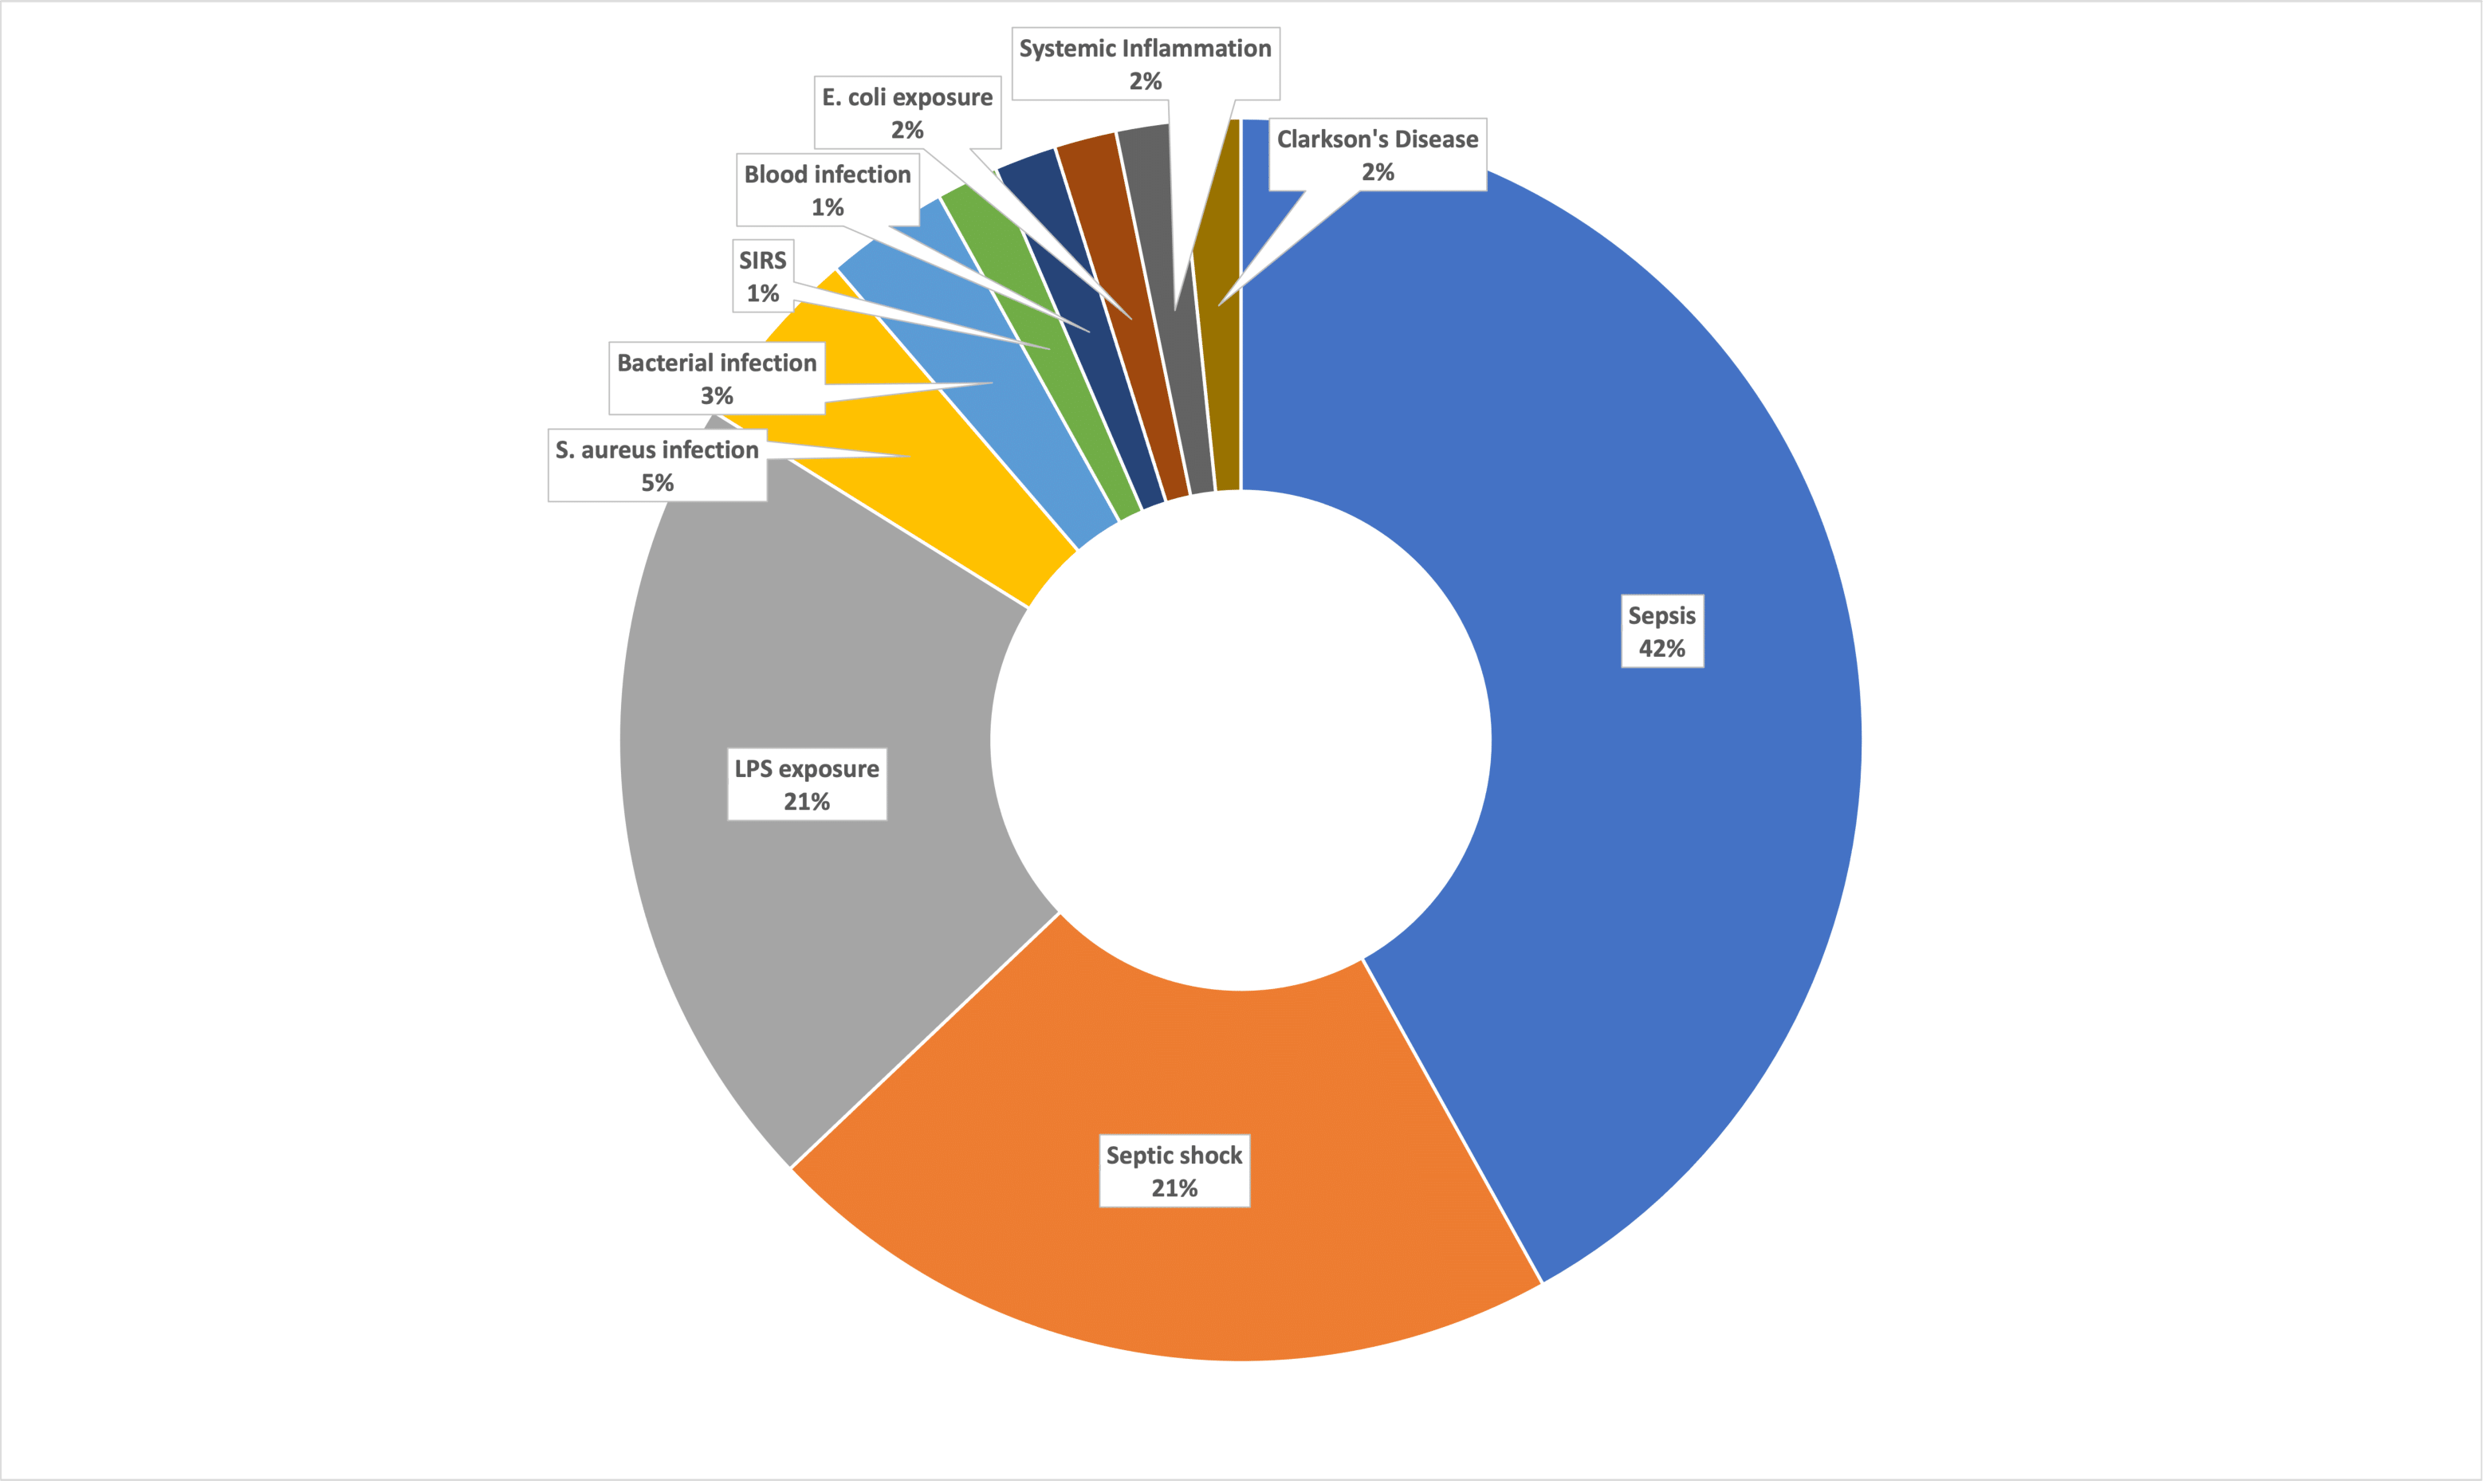 Systemic Inflammation
2%
E. coli exposure
2%
Clarkson's Disease
2%
Blood infection
1%
SIRS
1%
Bacterial infection
3%
S. aureus infection
5%
Sepsis
42%
LPS exposure
21%
Septic shock
21%